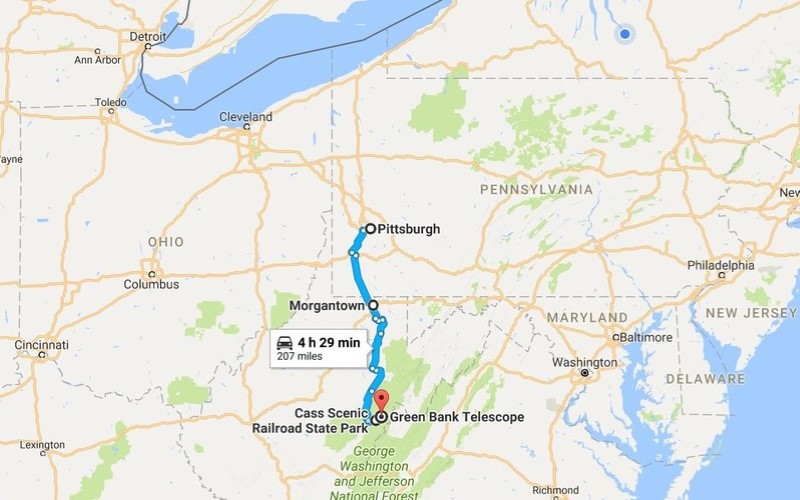 Detroit
Ann Arbor
Toledo
Cleveland
PENNSYLVANIA
Pittsburgh
OHIO
Columbus
Philadelphia
Morgantown
NEW JERSEY
MARYLAND
Baltimore
4 h 29 min
207 miles
Cincinnati
Washington
DELAWARE
Cass Scenic
Railroad State Park
Green Bank Telescope
Lexington
George
Washington
and Jefferson
National Forest
Richmond